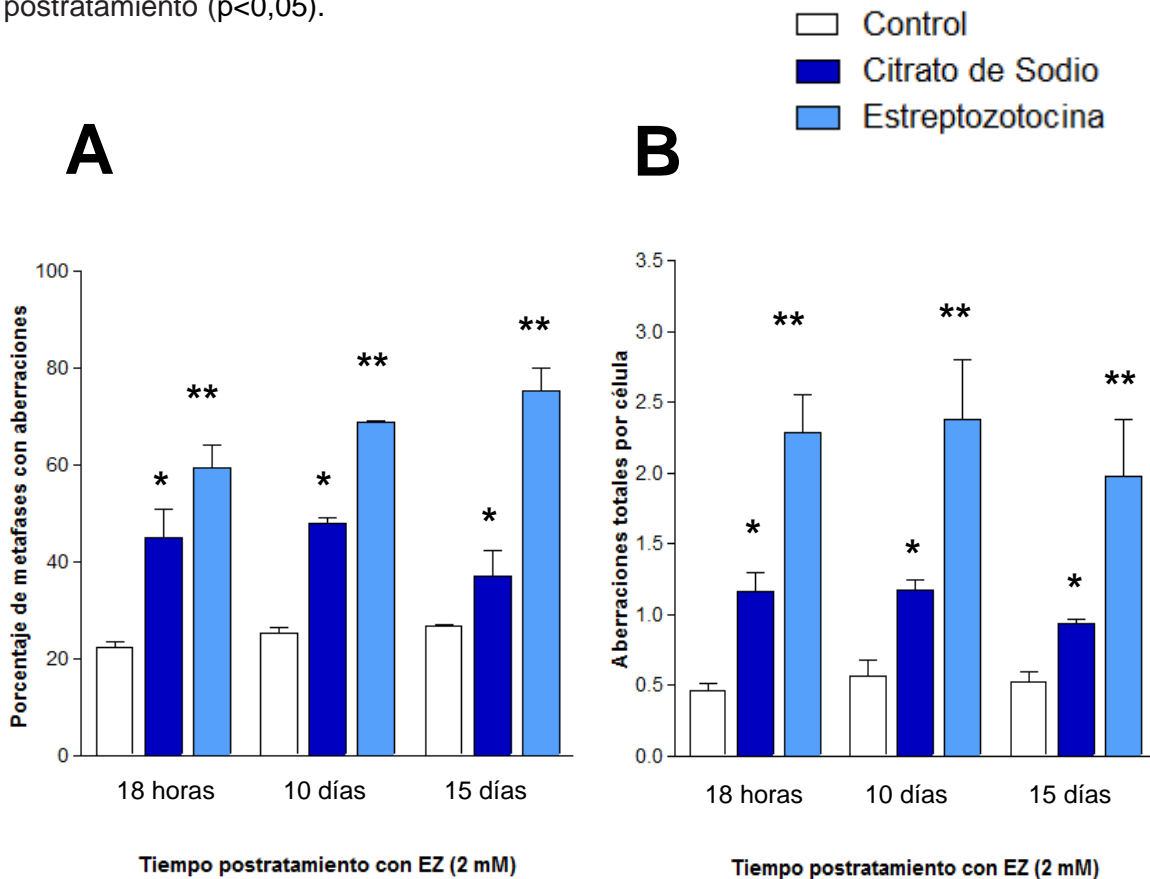 postratamiento (p<0,05).
Control
Citrato de Sodio
Estreptozotocina
A
B
Porcentaje de metafases con aberraciones
100
80
60
40
20
0
*
**
*
**
*
**
18 horas
10 días
15 días
Tiempo postratamiento con EZ (2 mM)
Aberraciones totales por célula
3.5
3.0
2.5
2.0
1.5
1.0
0.5
0.0
*
**
*
**
*
**
18 horas
10 días
15 días
Tiempo postratamiento con EZ (2 mM)